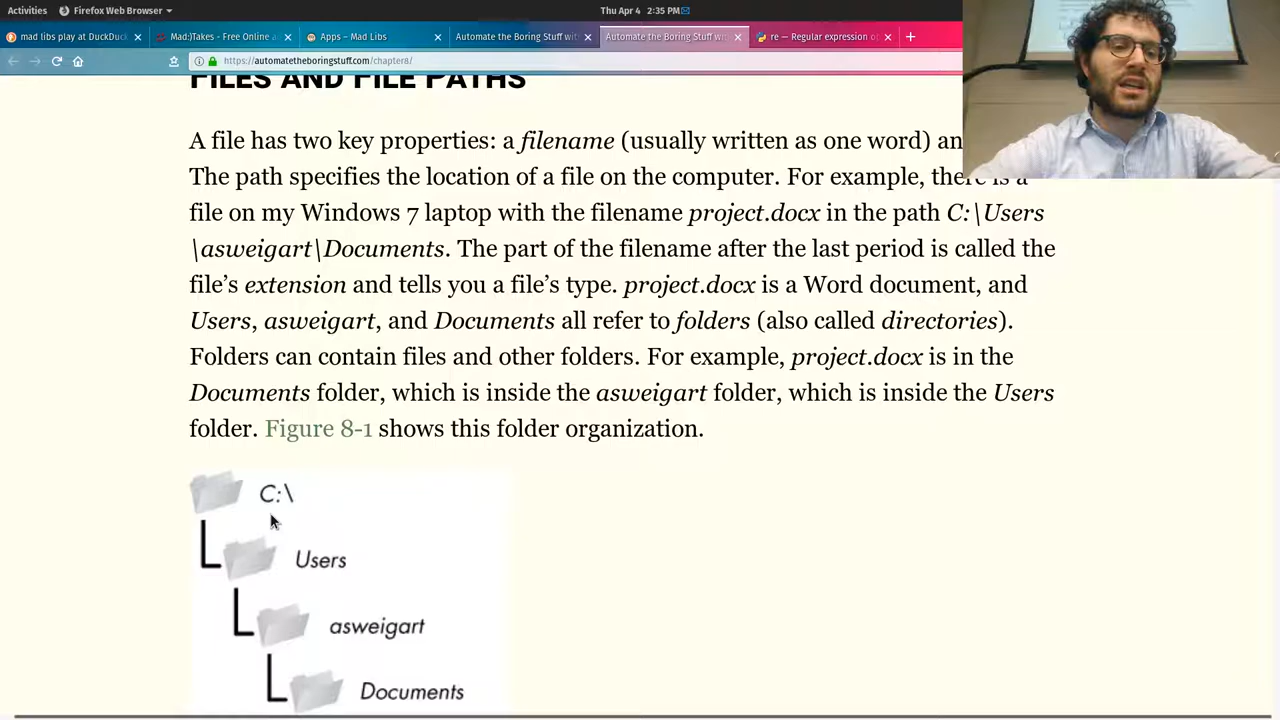 Activities Firefox Web Browser Thu Apr 4 2:35 PM
mad libs play at DuckDuc Mad:)Takes - Free Online a Apps – Mad Libs Automate the Boring Stuff wit Automate the Boring Stuff wi re — Regular expression o
https://automatetheboringstuff.com/chapter8/
FILES AND FILE PATHS
A file has two key properties: a filename (usually written as one word) an
The path specifies the location of a file on the computer. For example, there is a
file on my Windows 7 laptop with the filename project.docx in the path C:\Users
\asweigart\Documents. The part of the filename after the last period is called the
file’s extension and tells you a file’s type. project.docx is a Word document, and
Users, asweigart, and Documents all refer to folders (also called directories).
Folders can contain files and other folders. For example, project.docx is in the
Documents folder, which is inside the asweigart folder, which is inside the Users
folder. Figure 8-1 shows this folder organization.
C:\
Users
asweigart
Documents